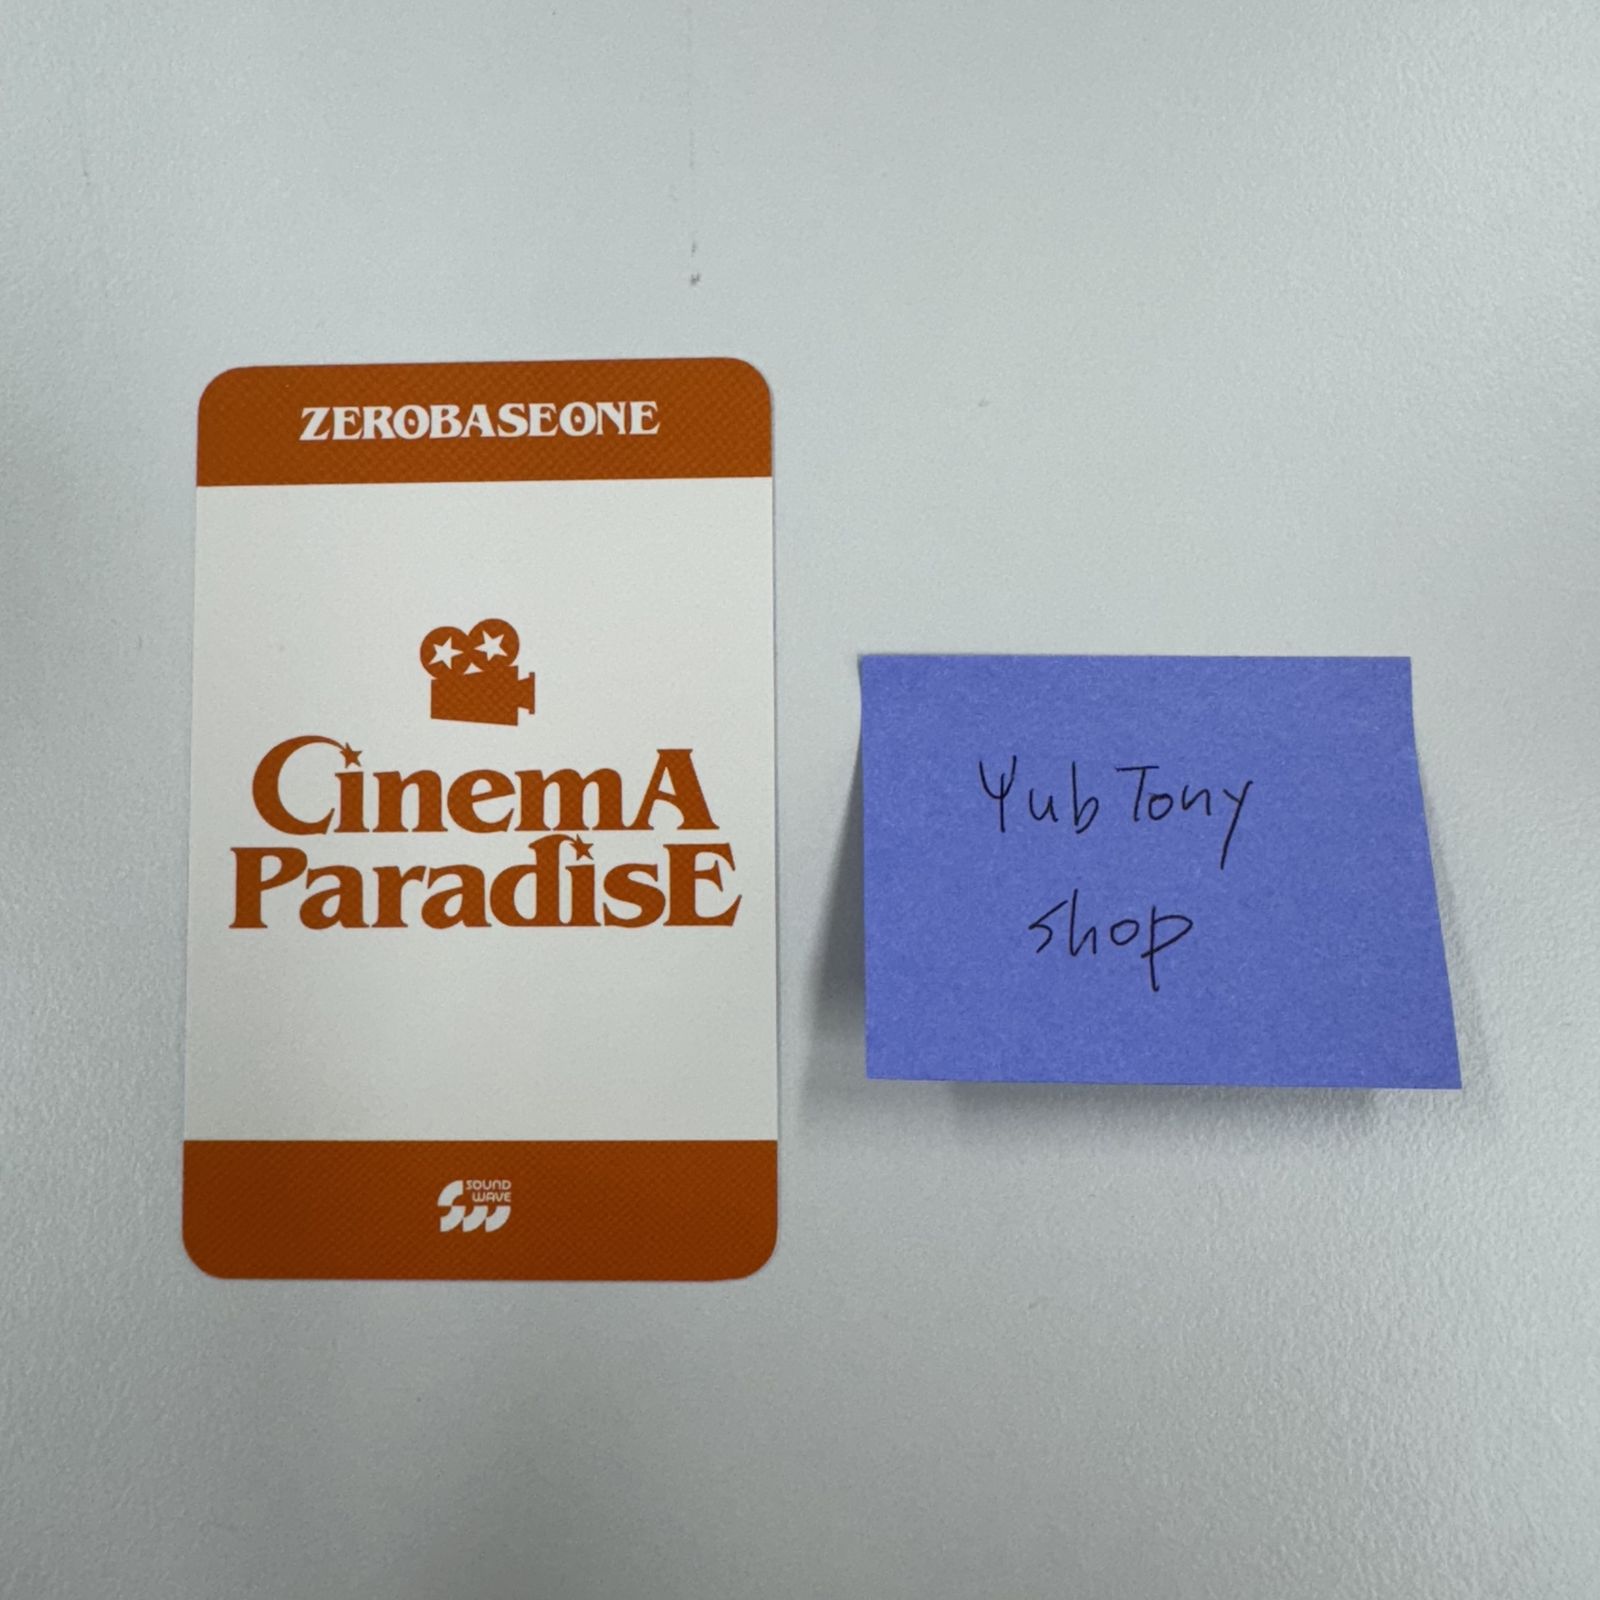 ZEROBASEONE
CinemA
ParadisE
SOUND
WAVE
Yub Tony
shop